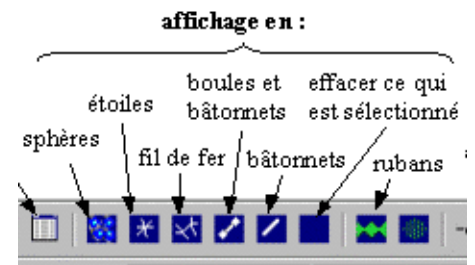 affichage en :
boules et
bâtonnets
effacer ce qui
est sélectionné
étoiles
sphères
fil de fer
bâtonnets
rubans